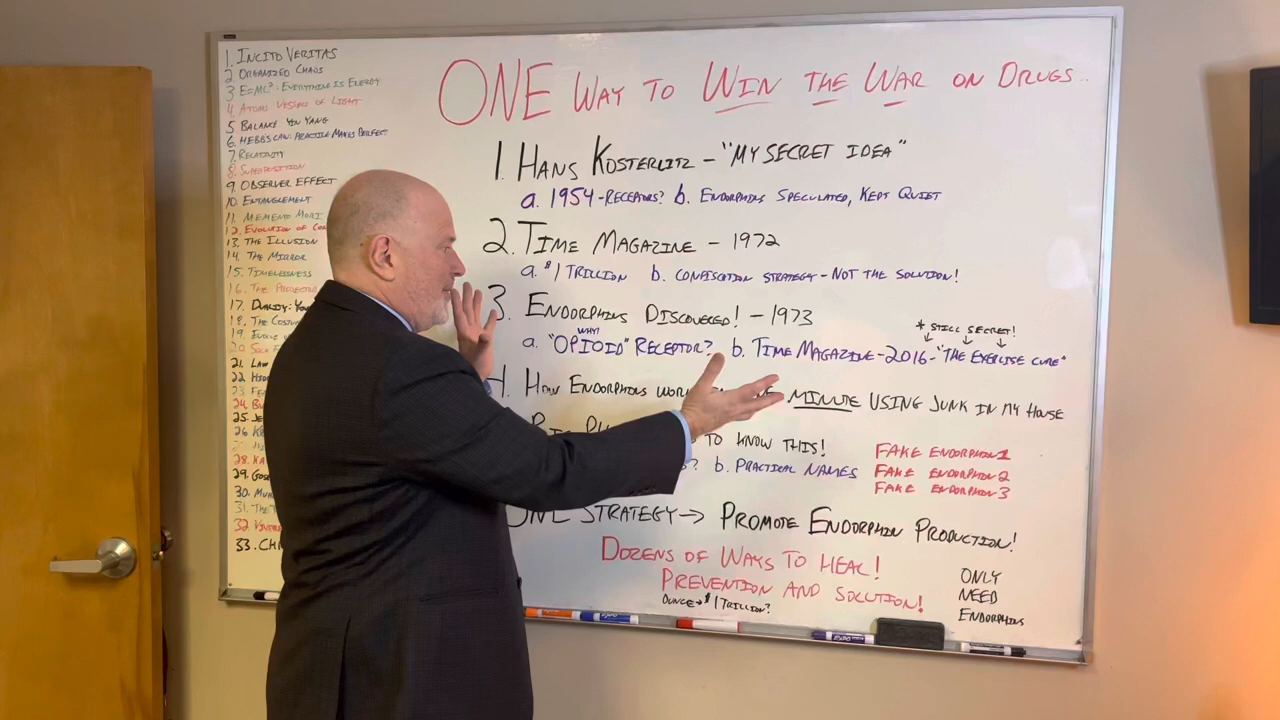 1. INCITO VERITAS
2 ORGANIZED CHAOS
3 E=MC²: EVERYTHING IS ENERGY
4. ATOMS VESSELS OF LIGHT
5 BALANCE YIN YANG
6. HEBB'S LAW: PRACTICE MAKES PERFECT
7. RELATIVITY
8. SUPERPOSITION
9. OBSERVER EFFECT
10. ENTANGLEMENT
11. MEMENTO MORI
12. EVOLUTION OF
13. THE ILLUSION
14. THE MIRROR
15. TIMELESSNESS
16. THE
17. DUALITY:
18. THE
19.
20
21. LAW
22
23
24.
25.
26
28.
29.
30.
31. THE
32
33.
ONE WAY TO WIN THE WAR ON DRUGS...
1. HANS KOSTERLITZ - "MY SECRET IDEA"
a. 1954-RECEPTORS? b. ENDORPHINS SPECULATED, KEPT QUIET
2. TIME MAGAZINE - 1972
a. $1 TRILLION b. CONFISCATION STRATEGY - NOT THE SOLUTION!
3. ENDORPHINS DISCOVERED! - 1973
* STILL SECRET!
WHY?
a. "OPIOID" RECEPTOR? b. TIME MAGAZINE - 2016 - "THE EXERCISE CURE"
4. HOW ENDORPHINS MINUTE USING JUNK IN MY HOUSE
TO KNOW THIS!
? b. PRACTICAL NAMES
FAKE ENDORPHIN 1
FAKE ENDORPHIN 2
FAKE ENDORPHIN 3
ONE STRATEGY → PROMOTE ENDORPHIN PRODUCTION!
DOZENS OF WAYS TO HEAL!
PREVENTION AND SOLUTION!
OUNCE → $1 TRILLION?
ONLY
NEED
ENDORPHINS